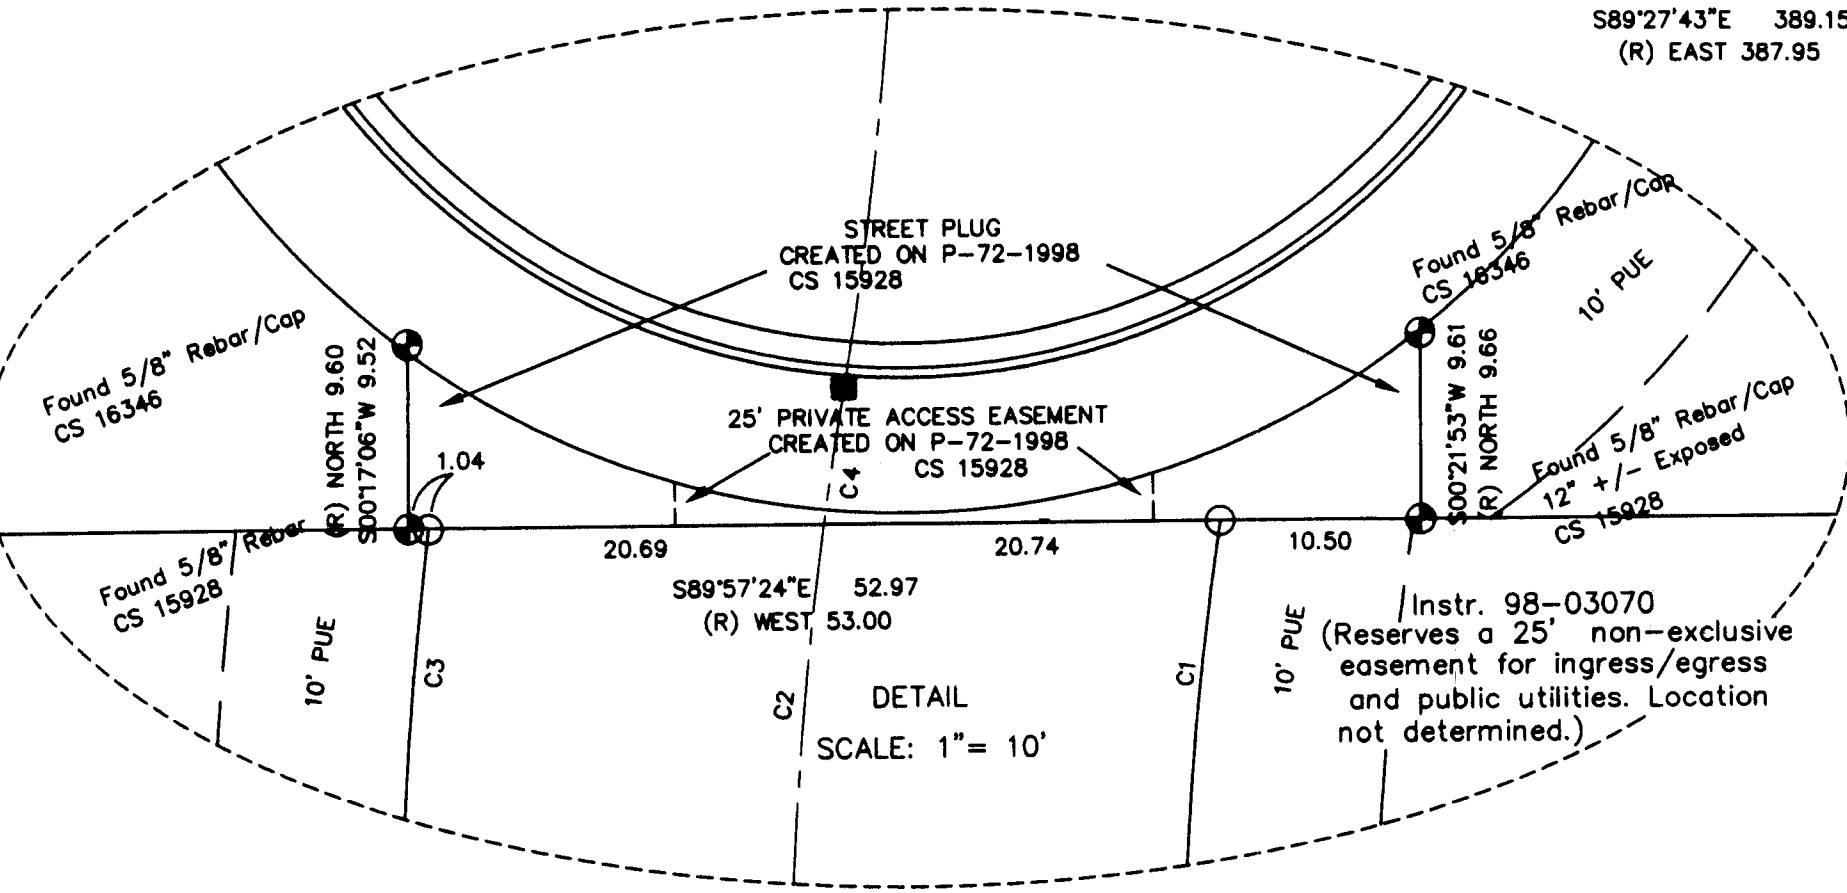 S89°27'43"E 389.15
(R) EAST 387.95
STREET PLUG
CREATED ON P-72-1998
CS 15928
Found 5/8" Rebar/Cap
CS 16346
10' PUE
Found 5/8" Rebar/Cap
CS 16346
(R) NORTH 9.60
S00°17'06"W 9.52
S00°21'53"W 9.61
(R) NORTH 9.66
25' PRIVATE ACCESS EASEMENT
CREATED ON P-72-1998
CS 15928
C4
1.04
Found 5/8" Rebar/Cap
12" +/- Exposed
CS 15928
Found 5/8" Rebar
CS 15928
20.69
20.74
10.50
S89°57'24"E 52.97
(R) WEST 53.00
10' PUE
C3
C2
C1
10' PUE
DETAIL
SCALE: 1"= 10'
Instr. 98-03070
(Reserves a 25' non-exclusive
easement for ingress/egress
and public utilities. Location
not determined.)